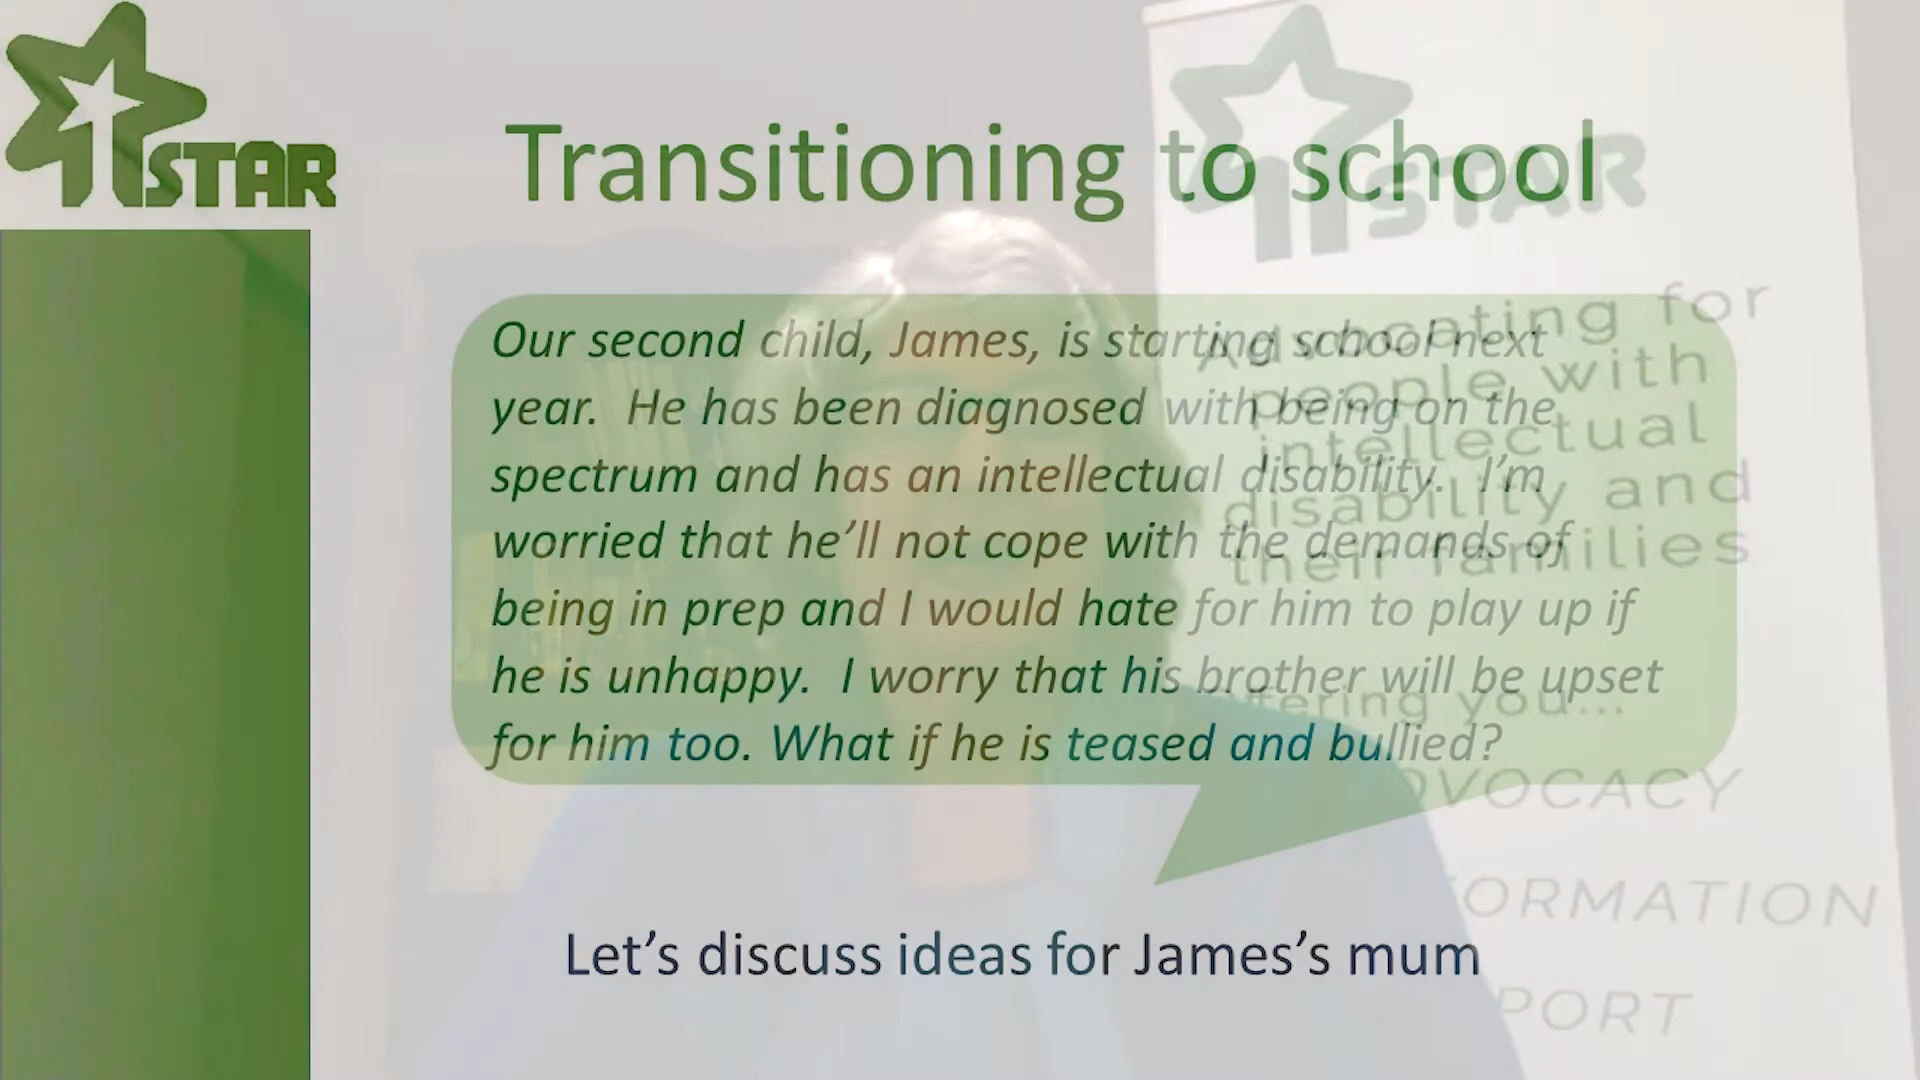 STAR
Transitioning to school
STAR
Our second child, James, is starting school next
year.  He has been diagnosed with being on the
spectrum and has an intellectual disability.  I'm
worried that he'll not cope with the demands of
being in prep and I would hate for him to play up if
he is unhappy.  I worry that his brother will be upset
for him too. What if he is teased and bullied?
Let's discuss ideas for James's mum
Advocating for
people with
intellectual
disability and
their families
you...